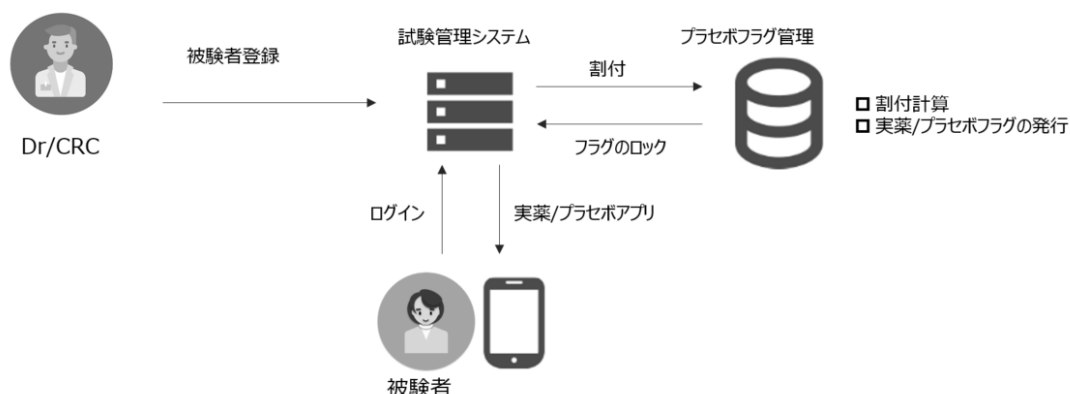 試験管理システム
プラセボフラグ管理
被験者登録
割付
□ 割付計算
□ 実薬/プラセボフラグの発行
Dr/CRC
フラグのロック
ログイン
実薬/プラセボアプリ
被験者